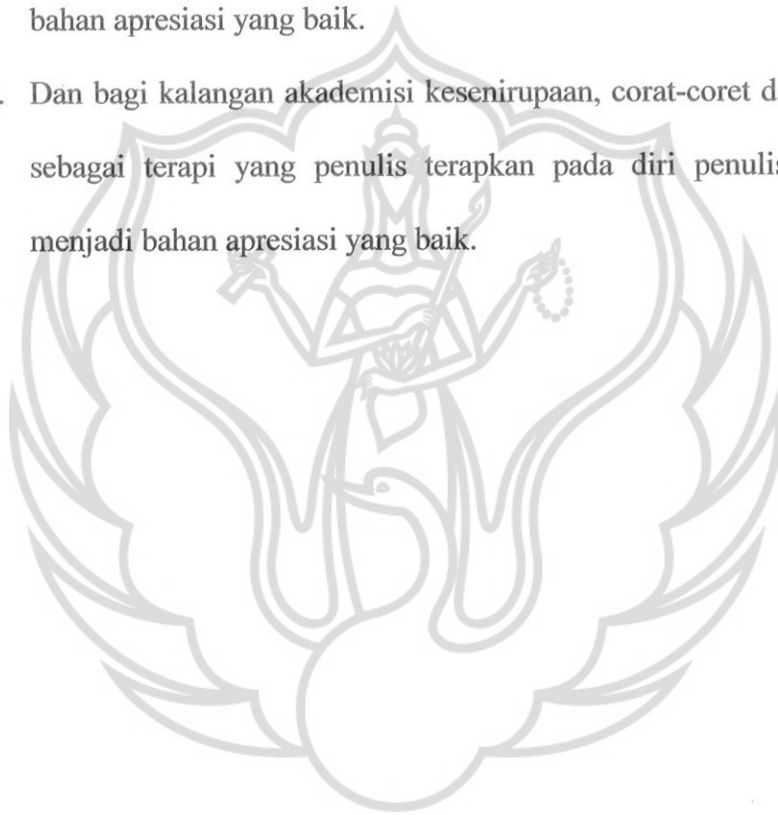 bahan apresiasi yang baik.
. Dan bagi kalangan akademisi kesenirupaan, corat-coret d
sebagai terapi yang penulis terapkan pada diri penulis
menjadi bahan apresiasi yang baik.